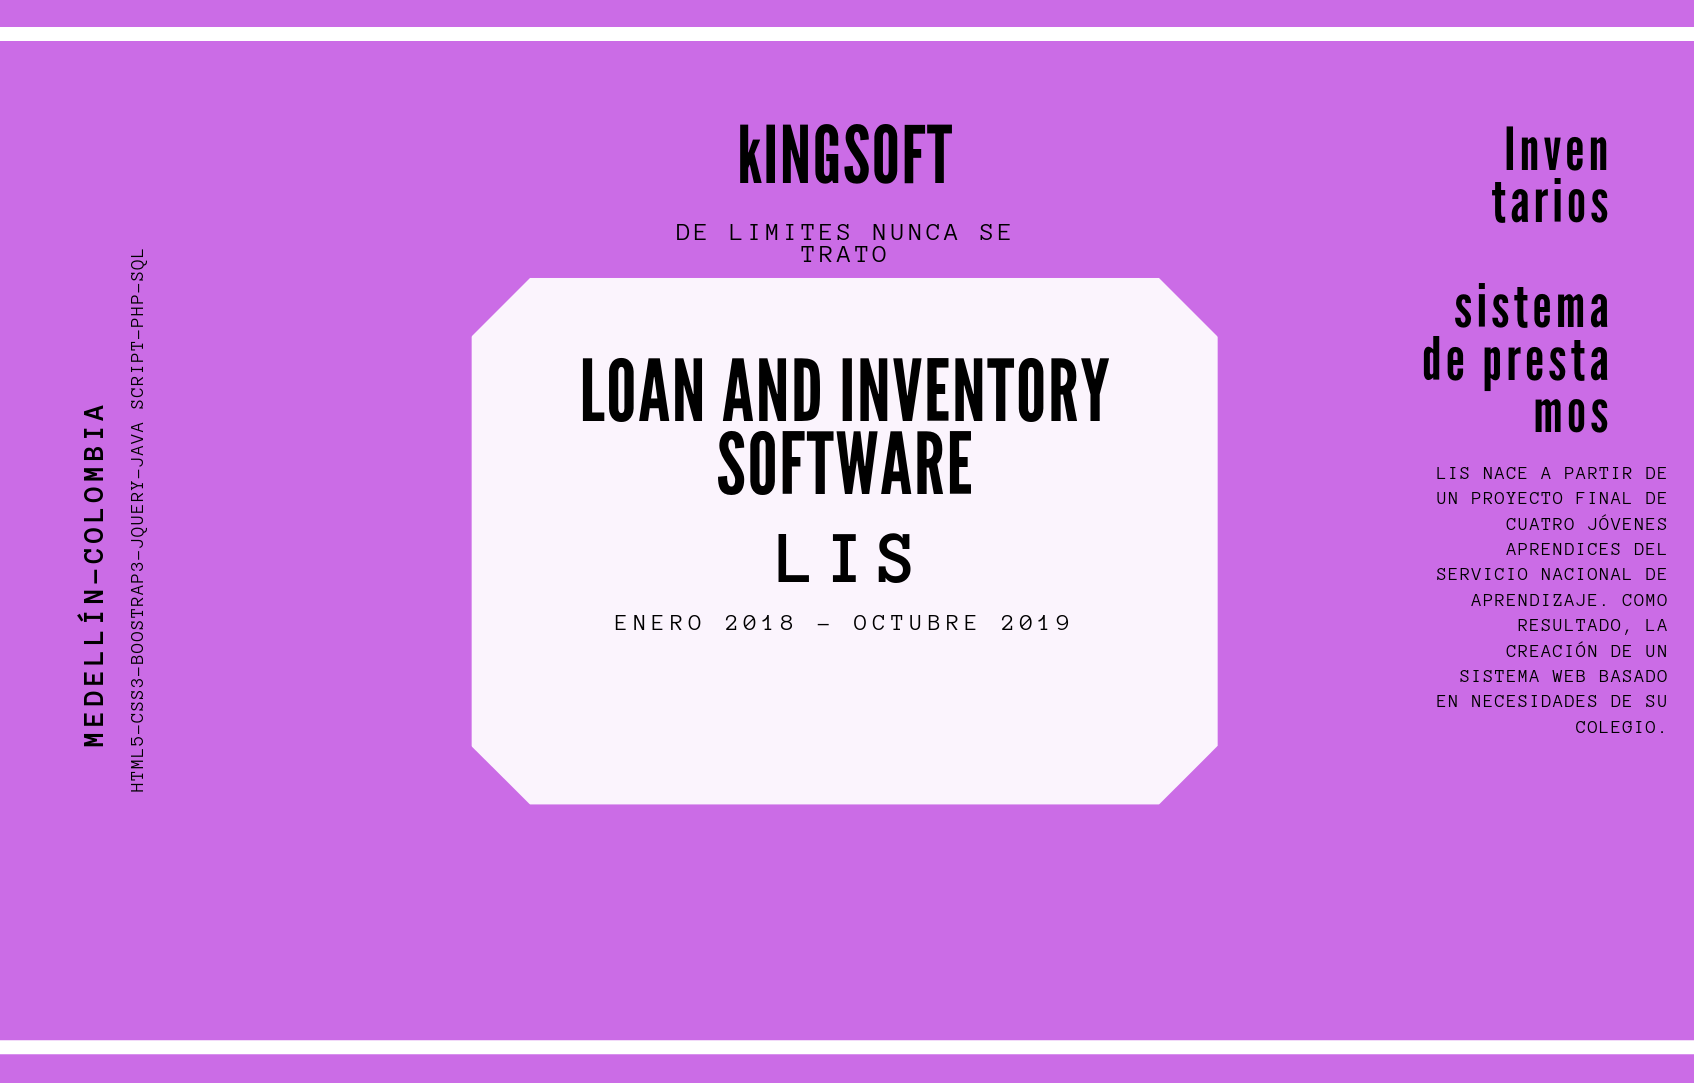 MEDELLÍN-COLOMBIA
HTML5-CSS3-BOOSTRAP3-JQUERY-JAVA SCRIPT-PHP-SQL
kINGSOFT
DE LIMITES NUNCA SE
TRATO
LOAN AND INVENTORY
SOFTWARE
LIS
ENERO 2018 - OCTUBRE 2019
Inven
tarios
sistema
de presta
mos
LIS NACE A PARTIR DE
UN PROYECTO FINAL DE
CUATRO JÓVENES
APRENDICES DEL
SERVICIO NACIONAL DE
APRENDIZAJE. COMO
RESULTADO, LA
CREACIÓN DE UN
SISTEMA WEB BASADO
EN NECESIDADES DE SU
COLEGIO.